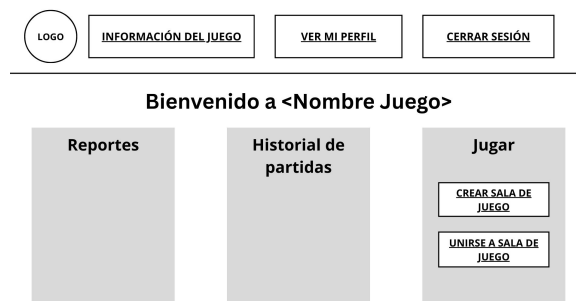 LOGO
INFORMACIÓN DEL JUEGO
VER MI PERFIL
CERRAR SESIÓN
Bienvenido a <Nombre Juego>
Reportes
Historial de
partidas
Jugar
CREAR SALA DE
JUEGO
UNIRSE A SALA DE
JUEGO